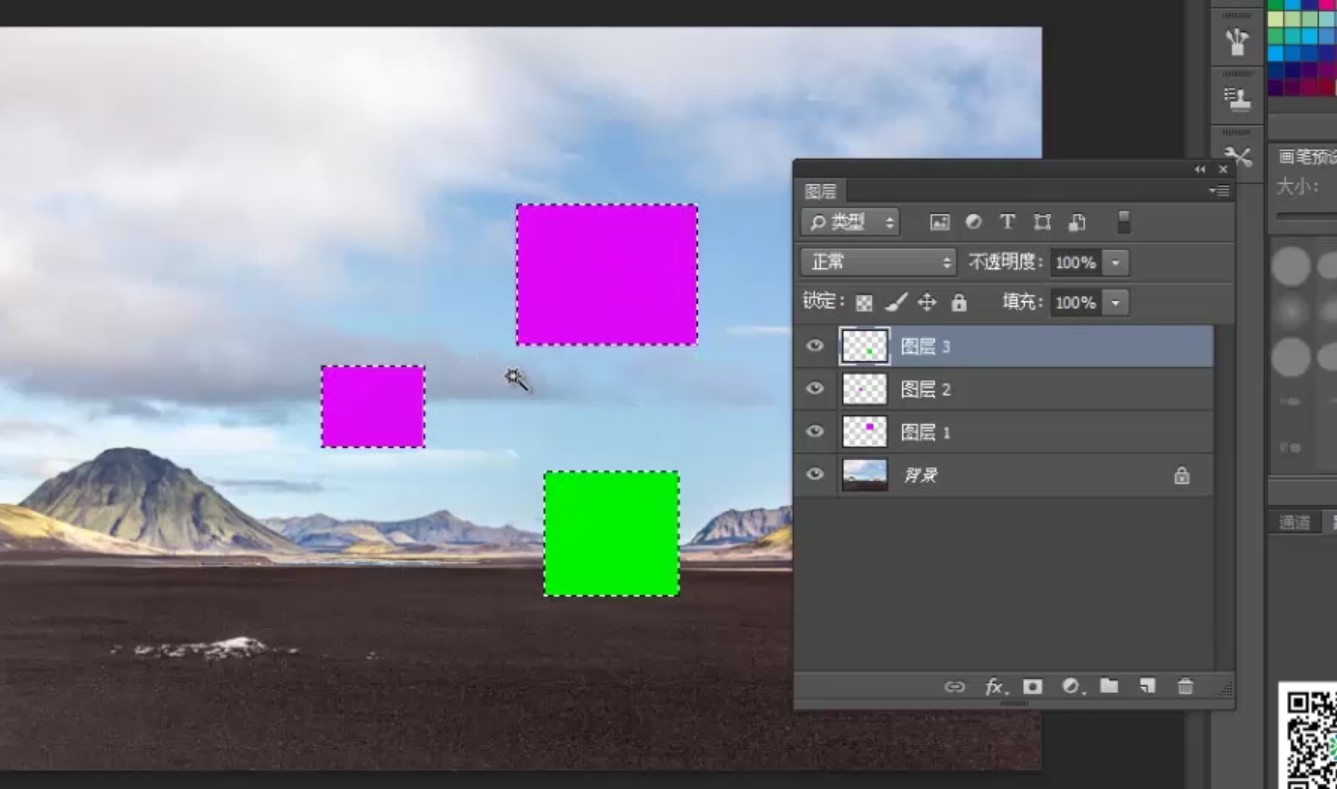 画笔预设
大小：
图层
类型
T
正常
不透明度：
100%
锁定：
填充：
100%
图层 3
图层 2
图层 1
背景
通道
fx